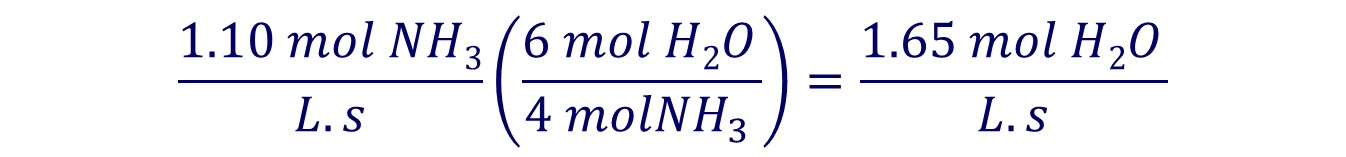 1.10 mol NH₃ / L.s (6 mol H₂O / 4 molNH₃) = 1.65 mol H₂O / L.s